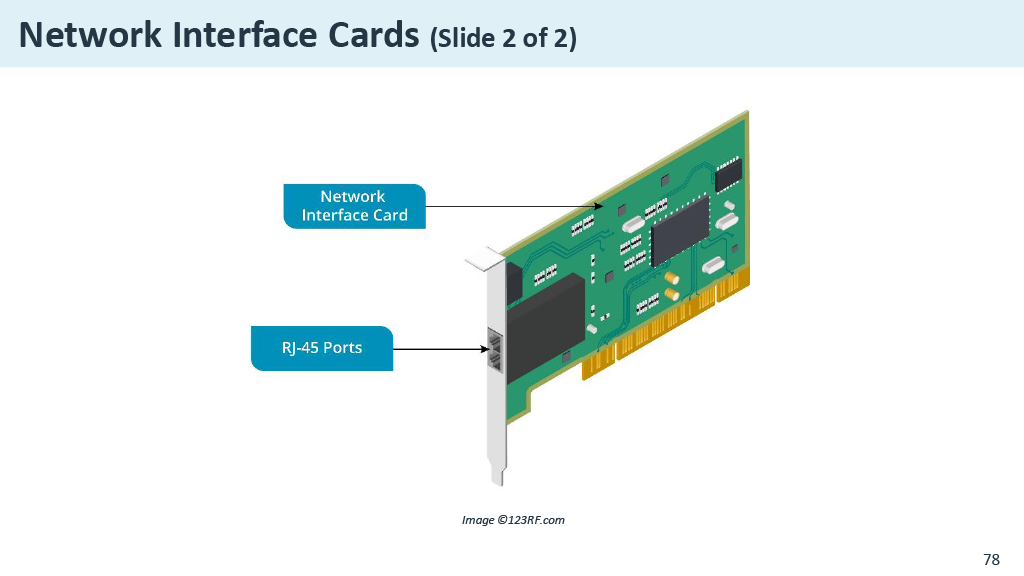 Network Interface Cards (Slide 2 of 2)
Network
Interface Card
RJ-45 Ports
Image ©123RF.com
78